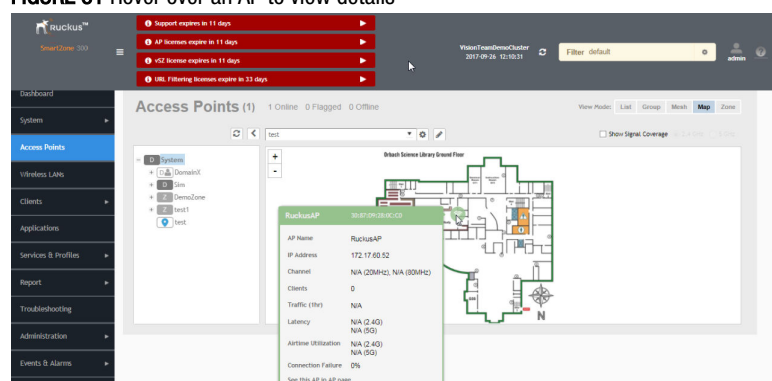 FIGURE 81 Hover over an AP to view details
Ruckus™
SmartZone 300
Support expires in 11 days
AP licenses expire in 11 days
vSZ license expires in 11 days
URL Filtering licenses expire in 33 days
VisionTeamDemoCluster
2017-09-26 12:10:31
Filter default
admin
Dashboard
System
Access Points
Wireless LANs
Clients
Applications
Services & Profiles
Report
Troubleshooting
Administration
Events & Alarms
Access Points (1) 1 Online 0 Flagged 0 Offline
View Mode: List Group Mesh Map Zone
test
Show Signal Coverage
D System
DomainX
D Sim
Z DemoZone
Z test1
test
+
-
Science Library Ground Floor
N
RuckusAP
AP Name RuckusAP
IP Address 172.17.60.52
Channel N/A (20MHz), N/A (80MHz)
Clients 0
Traffic (1hr) N/A
Latency N/A (2.4G)
N/A (5G)
Airtime Utilization N/A (2.4G)
N/A (5G)
Connection Failure 0%
See this AP in AP page